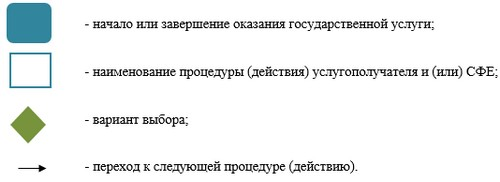 - начало или завершение оказания государственной услуги;
- наименование процедуры (действия) услугополучателя и (или) СФЕ;
- вариант выбора;
- переход к следующей процедуре (действию).